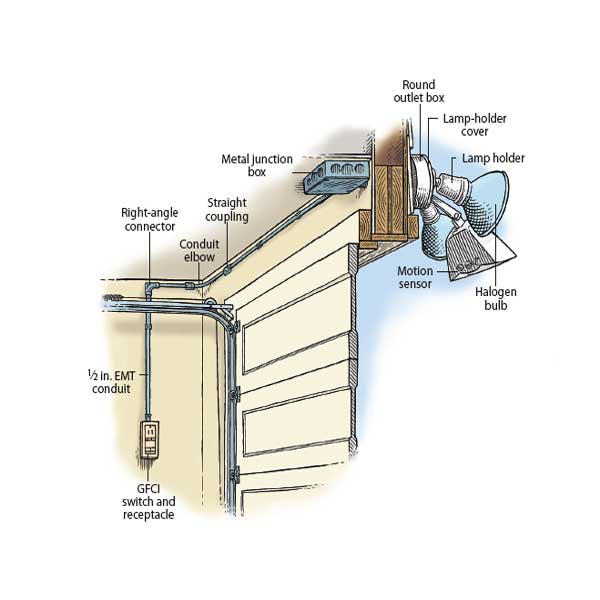 Round
outlet box
Lamp-holder
cover
Lamp holder
Metal junction
box
Straight
coupling
Right-angle
connector
Conduit
elbow
Motion
sensor
Halogen
bulb
½ in. EMT
conduit
GFCI
switch and
receptacle